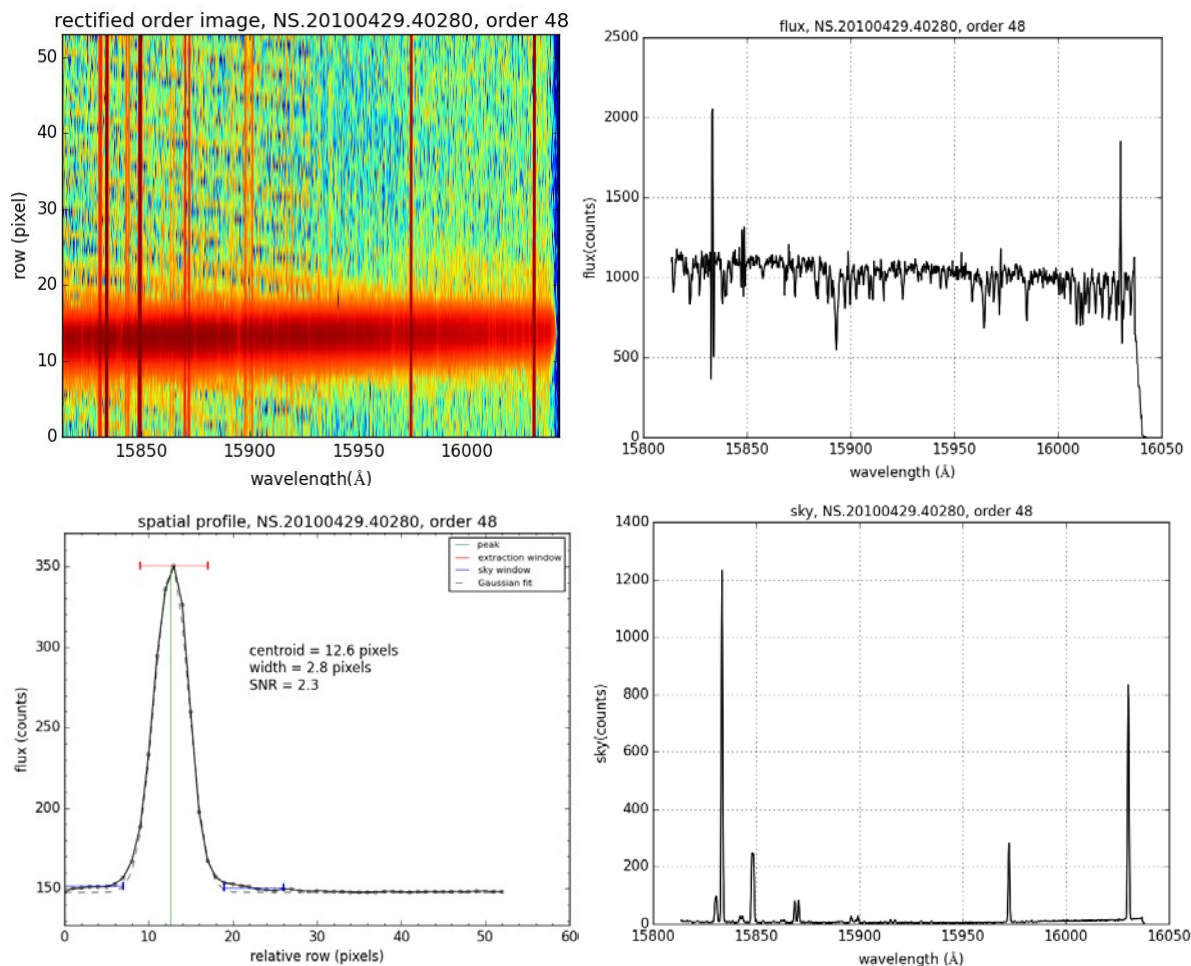 rectified order image, NS.20100429.40280, order 48
50
40
30
20
10
0
row (pixel)
15850
15900
15950
16000
wavelength(Å)
flux, NS.20100429.40280, order 48
2500
2000
1500
1000
500
0
flux(counts)
15800
15850
15900
15950
16000
16050
wavelength (Å)
spatial profile, NS.20100429.40280, order 48
peak
extraction window
sky window
Gaussian fit
centroid = 12.6 pixels
width = 2.8 pixels
SNR = 2.3
350
300
250
200
150
flux (counts)
0
10
20
30
40
50
60
relative row (pixels)
sky, NS.20100429.40280, order 48
1400
1200
1000
800
600
400
200
0
sky(counts)
15800
15850
15900
15950
16000
16050
wavelength (Å)